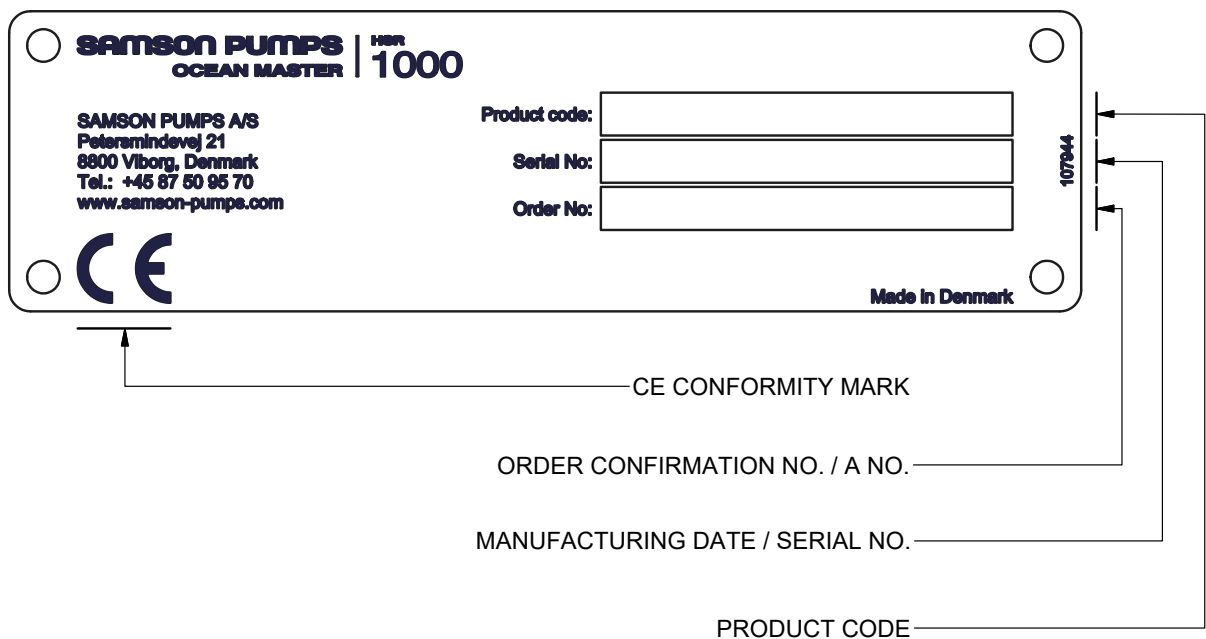 SAMSON PUMPS
OCEAN MASTER
HSR
1000
SAMSON PUMPS A/S
Petersmindevej 21
8800 Viborg, Denmark
Tel.: +45 87 50 95 70
www.samson-pumps.com
Product code:
Serial No:
Order No:
107944
CE
Made in Denmark
CE CONFORMITY MARK
ORDER CONFIRMATION NO. / A NO.
MANUFACTURING DATE / SERIAL NO.
PRODUCT CODE